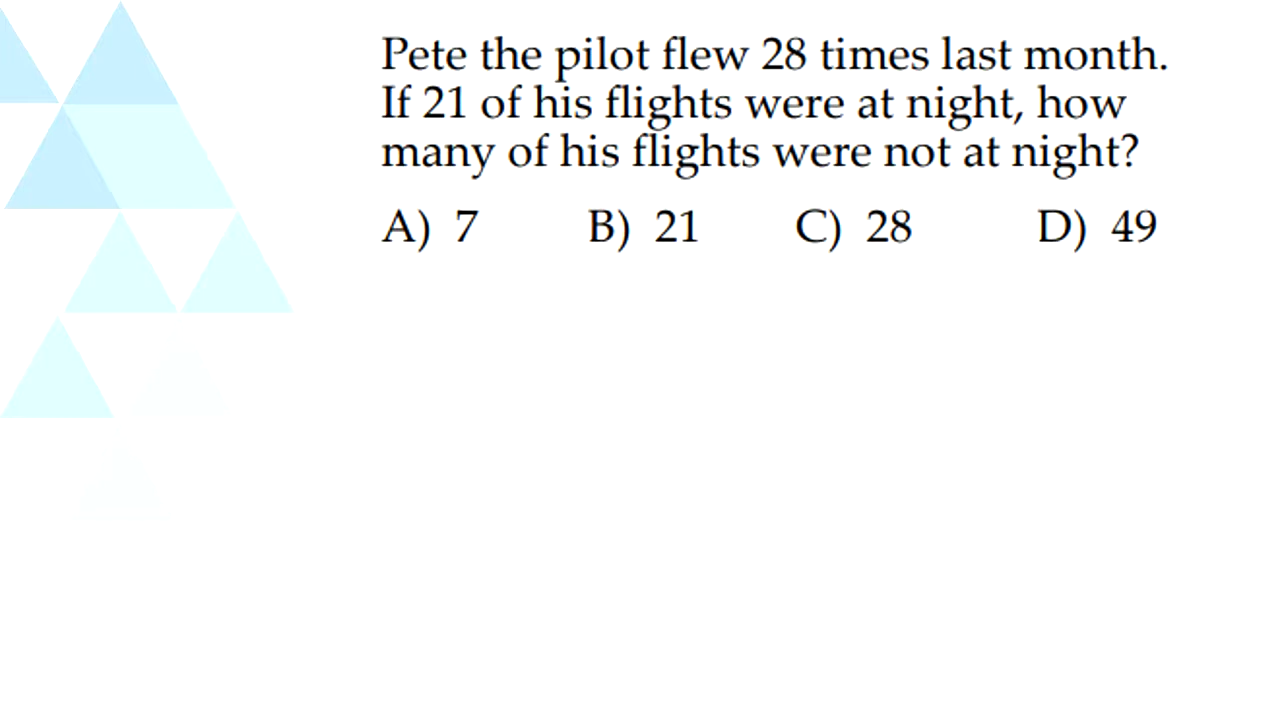 Pete the pilot flew 28 times last month.
If 21 of his flights were at night, how
many of his flights were not at night?
A) 7 B) 21 C) 28 D) 49